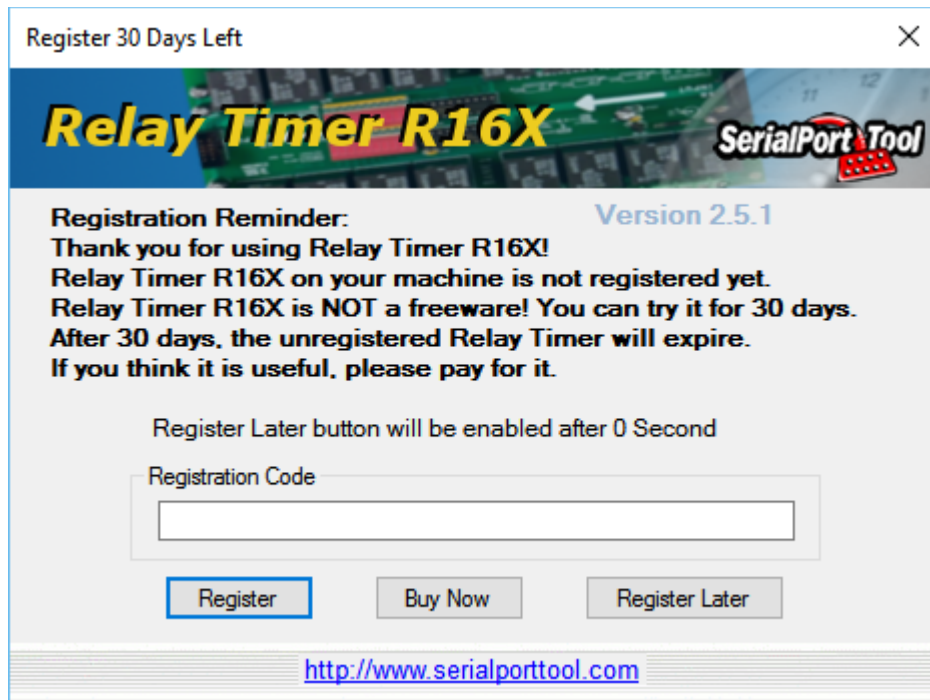 Register 30 Days Left
Relay Timer R16X
SerialPort Tool
Registration Reminder:
Version 2.5.1
Thank you for using Relay Timer R16X!
Relay Timer R16X on your machine is not registered yet.
Relay Timer R16X is NOT a freeware! You can try it for 30 days.
After 30 days, the unregistered Relay Timer will expire.
If you think it is useful, please pay for it.
Register Later button will be enabled after 0 Second
Registration Code
Register Buy Now Register Later
http://www.serialporttool.com